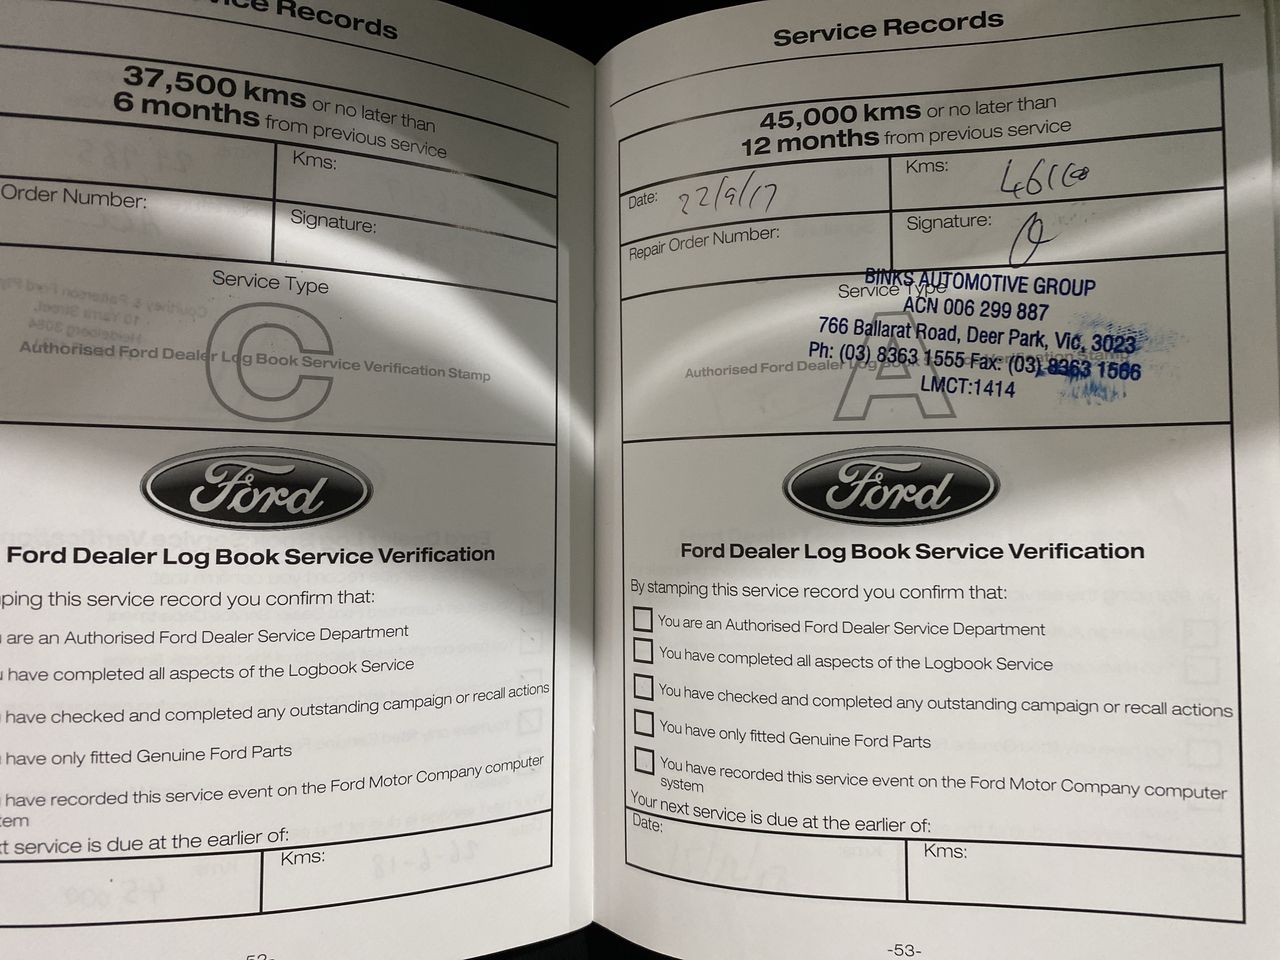 ce Records
37,500 kms or no later than
6 months from previous service
Kms:
Order Number:
Signature:
Service Type
C
Authorised Ford Dealer Log Book Service Verification Stamp
Ford
Ford Dealer Log Book Service Verification
ping this service record you confirm that:
are an Authorised Ford Dealer Service Department
have completed all aspects of the Logbook Service
have checked and completed any outstanding campaign or recall actions
have only fitted Genuine Ford Parts
have recorded this service event on the Ford Motor Company computer
tem
t service is due at the earlier of:
Kms:
Service Records
45,000 kms or no later than
12 months from previous service
Date: 22/9/17
Kms:
Repair Order Number:
Signature:
BINKS AUTOMOTIVE GROUP
Service Type
ACN 006 299 887
766 Ballarat Road, Deer Park, Vic, 3023
Ph: (03) 8363 1555 Fax: (03) 8363 1566
Authorised Ford Dealer Log Book Service Verification Stamp
A
LMCT:1414
Ford
Ford Dealer Log Book Service Verification
By stamping this service record you confirm that:
You are an Authorised Ford Dealer Service Department
You have completed all aspects of the Logbook Service
You have checked and completed any outstanding campaign or recall actions
You have only fitted Genuine Ford Parts
You have recorded this service event on the Ford Motor Company computer
system
Your next service is due at the earlier of:
Date:
Kms:
-53-